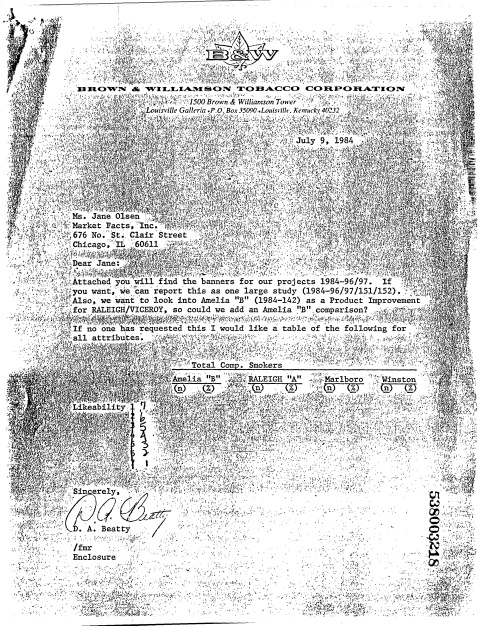 B&W
BROWN & WILLIAMSON TOBACCO CORPORATION
1500 Brown & Williamson Tower
Louisville Galleria • P.O. Box 35090 • Louisville, Kentucky 40232
July 9, 1984
Ms. Jane Olsen
Market Facts, Inc.
676 No. St. Clair Street
Chicago, IL 60611
Dear Jane:
Attached you will find the banners for our projects 1984-96/97. If
you want, we can report this as one large study (1984-96/97/151/152).
Also, we want to look into Amelia "B" (1984-142) as a Product Improvement
for RALEIGH/VICEROY, so could we add an Amelia "B" comparison?
If no one has requested this I would like a table of the following for
all attributes.
Total Comp. Smokers
Amelia "B" RALEIGH "A" Marlboro Winston
(n) (%) (n) (%) (n) (%) (n) (%)
Likeability 7
6
5
4
3
2
1
Sincerely,
D. A. Beatty
D. A. Beatty
/fmr
Enclosure
538003218